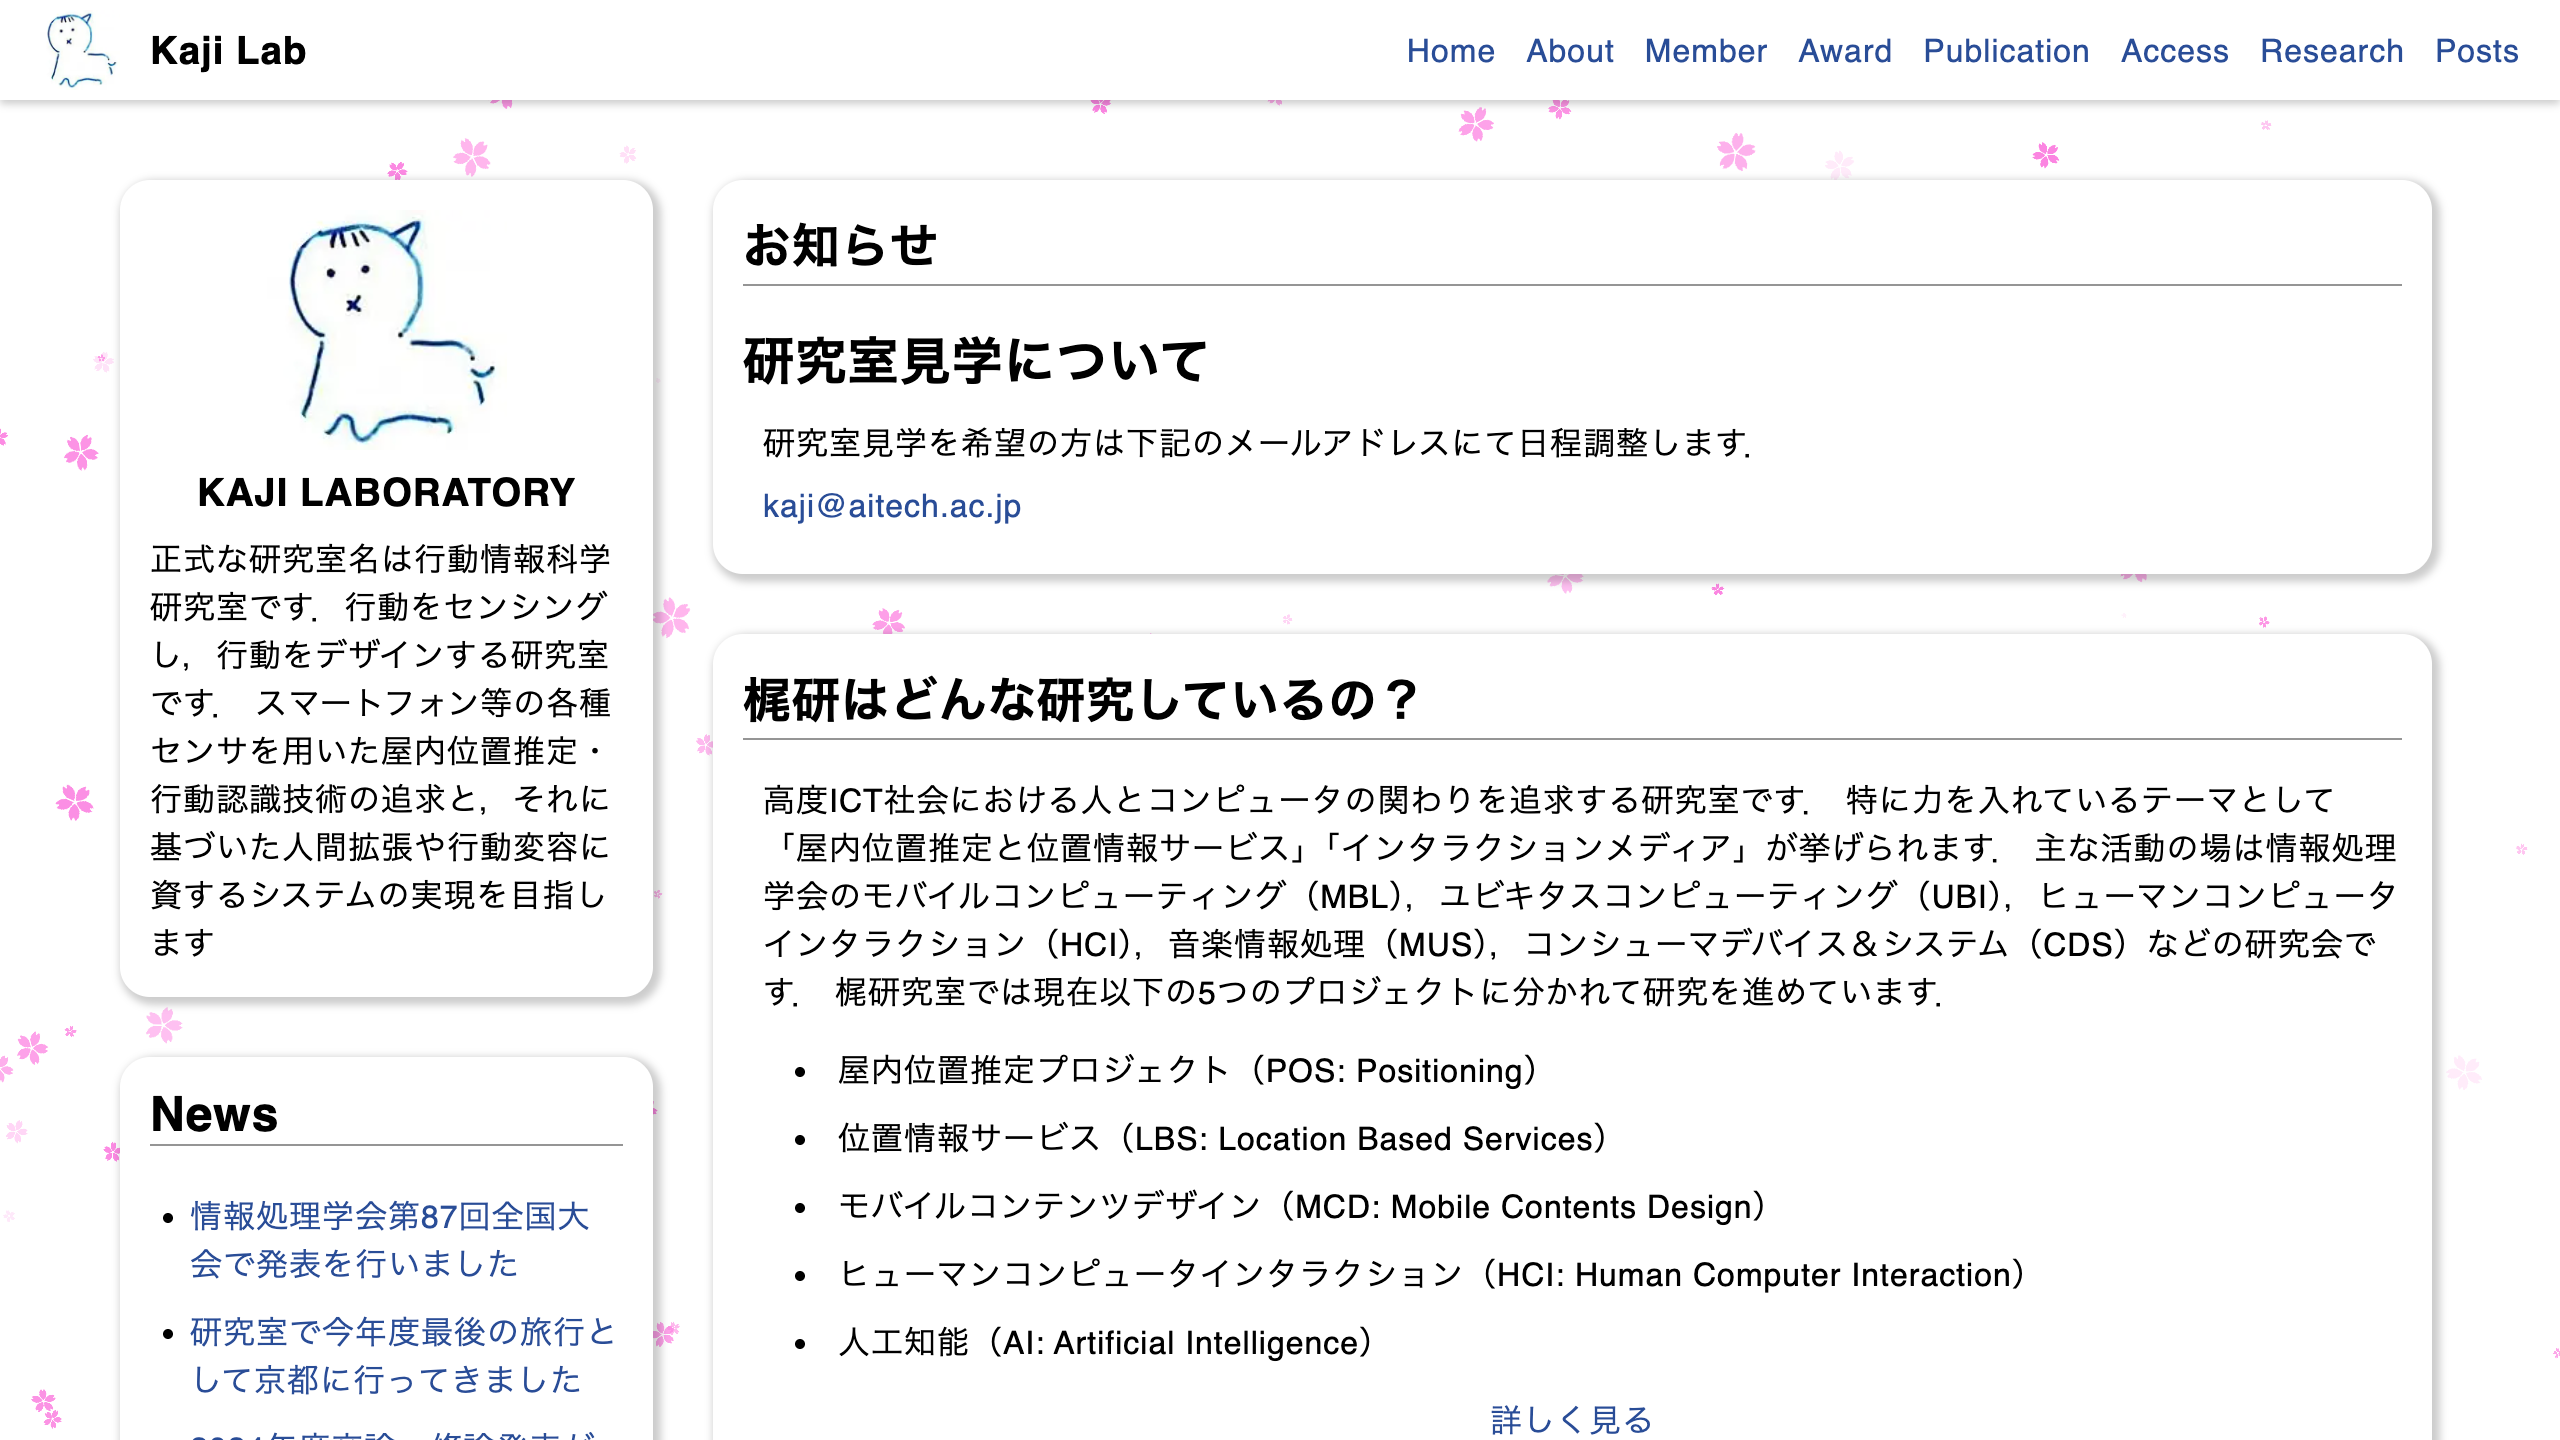 Kaji Lab
Home About Member Award Publication Access Research Posts
KAJI LABORATORY
正式な研究室名は行動情報科学
研究室です．行動をセンシング
し，行動をデザインする研究室
です． スマートフォン等の各種
センサを用いた屋内位置推定・
行動認識技術の追求と，それに
基づいた人間拡張や行動変容に
資するシステムの実現を目指し
ます
News
• 情報処理学会第87回全国大
会で発表を行いました
• 研究室で今年度最後の旅行と
して京都に行ってきました
お知らせ
研究室見学について
研究室見学を希望の方は下記のメールアドレスにて日程調整します．
kaji@aitech.ac.jp
梶研はどんな研究しているの？
高度ICT社会における人とコンピュータの関わりを追求する研究室です． 特に力を入れているテーマとして
「屋内位置推定と位置情報サービス」「インタラクションメディア」が挙げられます． 主な活動の場は情報処理
学会のモバイルコンピューティング（MBL），ユビキタスコンピューティング（UBI），ヒューマンコンピュータ
インタラクション（HCI），音楽情報処理（MUS），コンシューマデバイス＆システム（CDS）などの研究会で
す． 梶研究室では現在以下の5つのプロジェクトに分かれて研究を進めています．
• 屋内位置推定プロジェクト（POS: Positioning）
• 位置情報サービス（LBS: Location Based Services）
• モバイルコンテンツデザイン（MCD: Mobile Contents Design）
• ヒューマンコンピュータインタラクション（HCI: Human Computer Interaction）
• 人工知能（AI: Artificial Intelligence）
詳しく見る